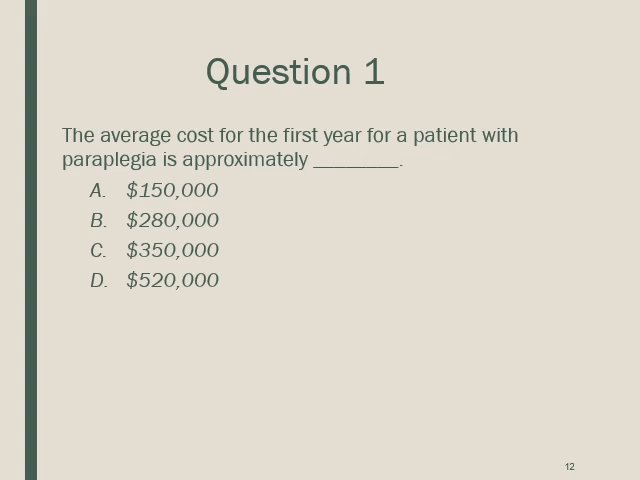 Question 1
The average cost for the first year for a patient with
paraplegia is approximately ________.
A. $150,000
B. $280,000
C. $350,000
D. $520,000
12